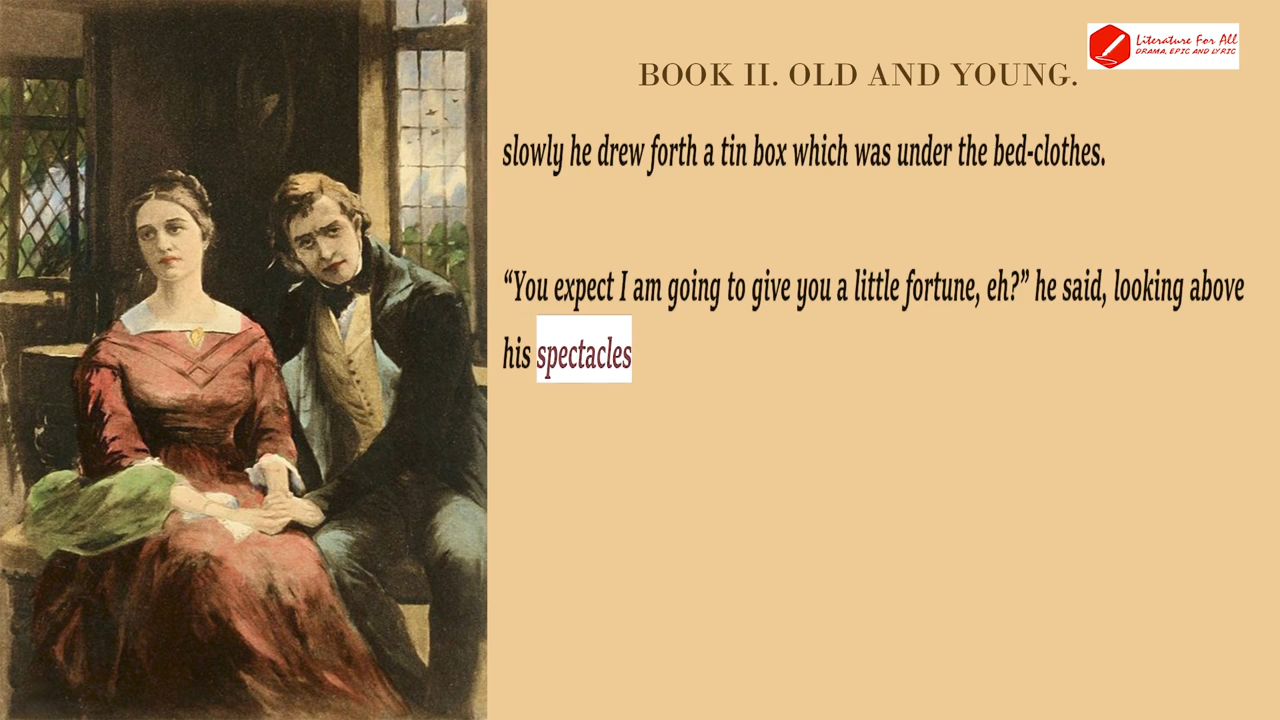 Literature For All
DRAMA, EPIC AND LYRIC
BOOK II. OLD AND YOUNG.
slowly he drew forth a tin box which was under the bed-clothes.
“You expect I am going to give you a little fortune, eh?” he said, looking above
his spectacles